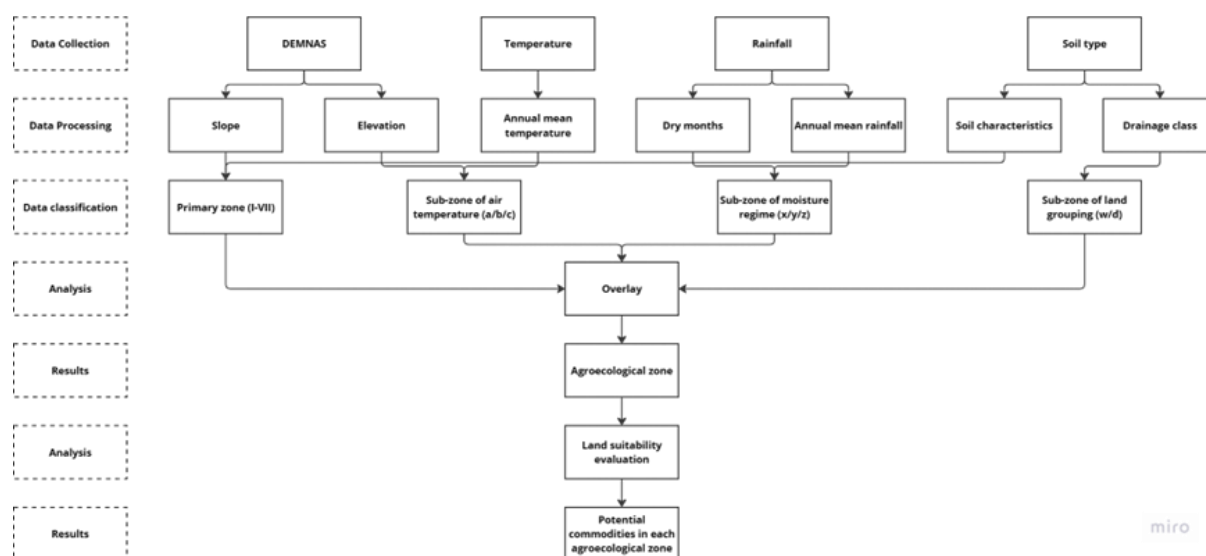 Data Collection
DEMNAS
Temperature
Rainfall
Soil type
Data Processing
Slope
Elevation
Annual mean
temperature
Dry months
Annual mean rainfall
Soil characteristics
Drainage class
Data classification
Primary zone (I-VII)
Sub-zone of air
temperature (a/b/c)
Sub-zone of moisture
regime (x/y/z)
Sub-zone of land
grouping (w/d)
Analysis
Overlay
Results
Agroecological zone
Analysis
Land suitability
evaluation
Results
Potential
commodities in each
agroecological zone
miro